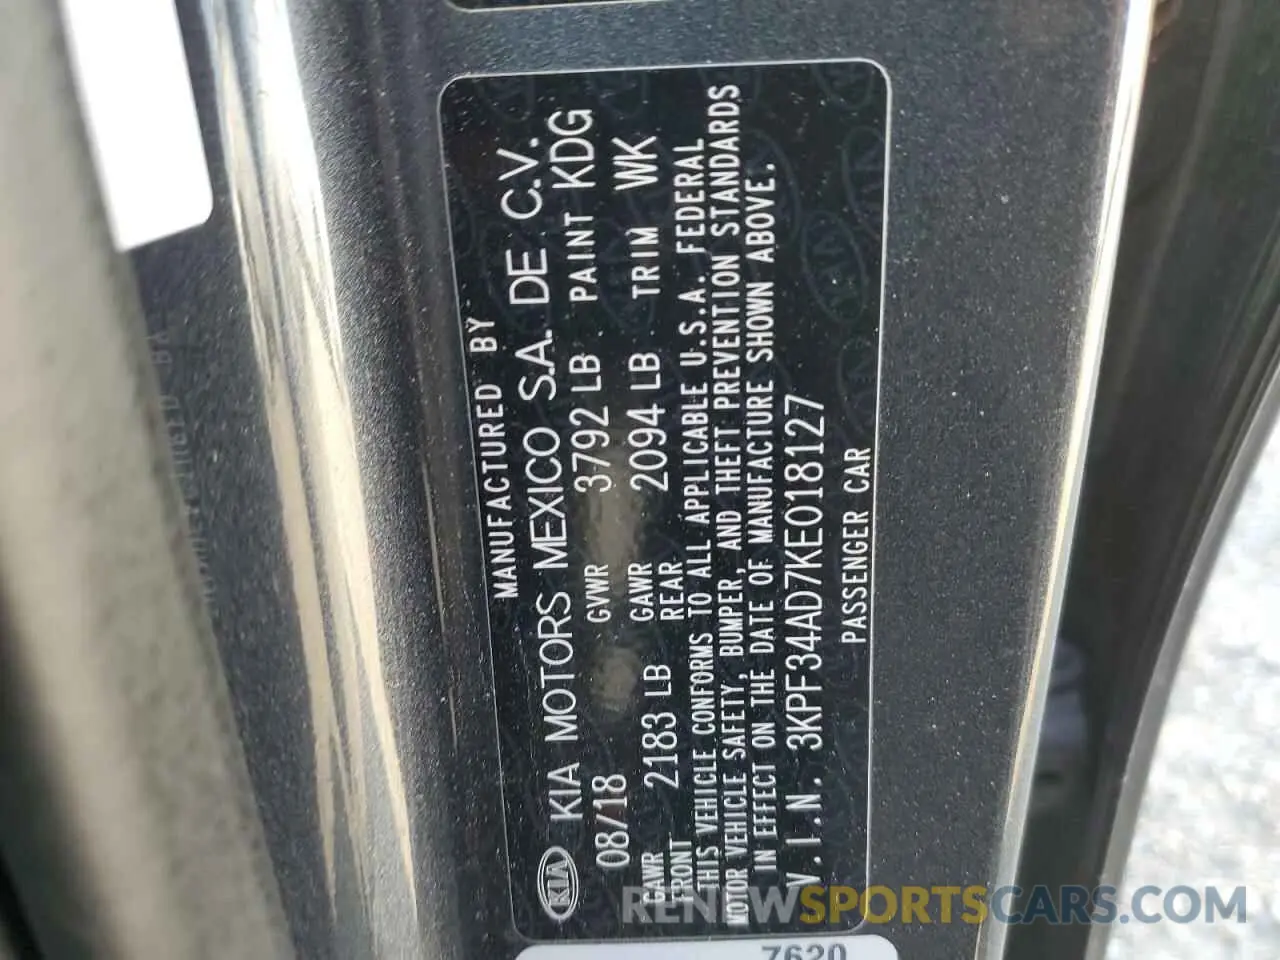 MANUFACTURED BY
KIA KIA MOTORS MEXICO S.A. DE C.V.
08/18 GVWR 3792 LB PAINT KDG
GAWR FRONT 2183 LB GAWR REAR 2094 LB TRIM WK
THIS VEHICLE CONFORMS TO ALL APPLICABLE U.S.A. FEDERAL
MOTOR VEHICLE SAFETY, BUMPER, AND THEFT PREVENTION STANDARDS
IN EFFECT ON THE DATE OF MANUFACTURE SHOWN ABOVE.
V.I.N. 3KPF34AD7KE018127
PASSENGER CAR
7620
RENEWSPORTSCARS.COM